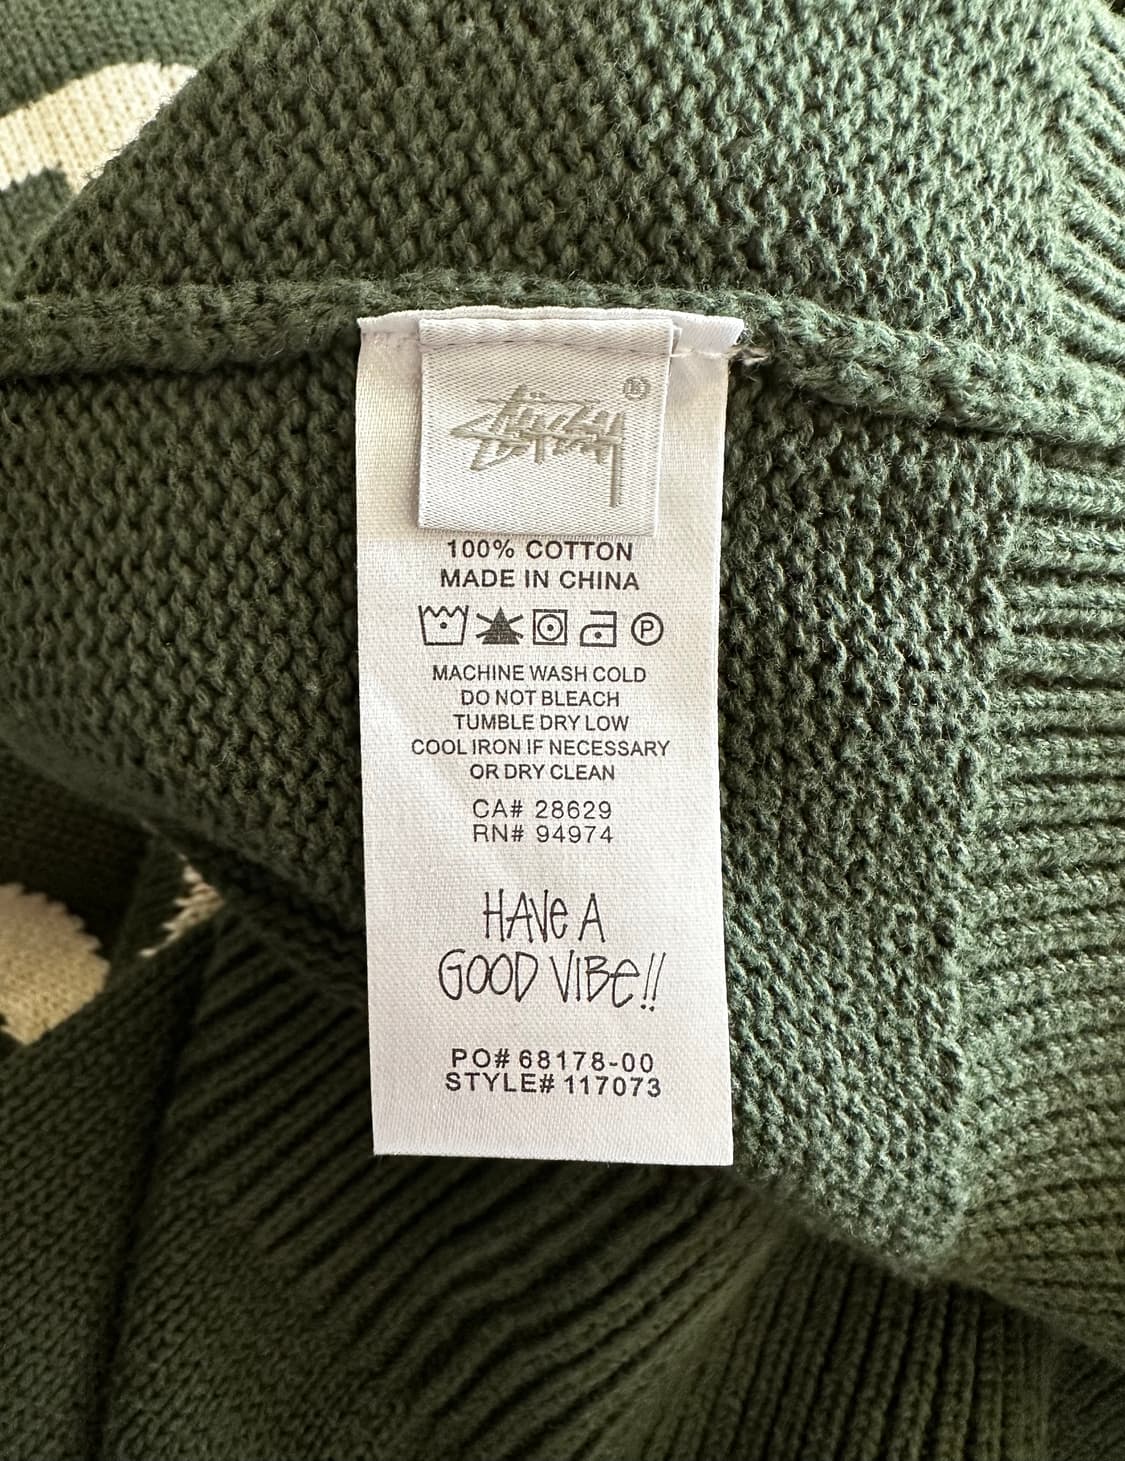 Stüssy
100% COTTON
MADE IN CHINA
P
MACHINE WASH COLD
DO NOT BLEACH
TUMBLE DRY LOW
COOL IRON IF NECESSARY
OR DRY CLEAN
CA# 28629
RN# 94974
HAVe A
GOOD VIBe!!
PO# 68178-00
STYLE# 117073